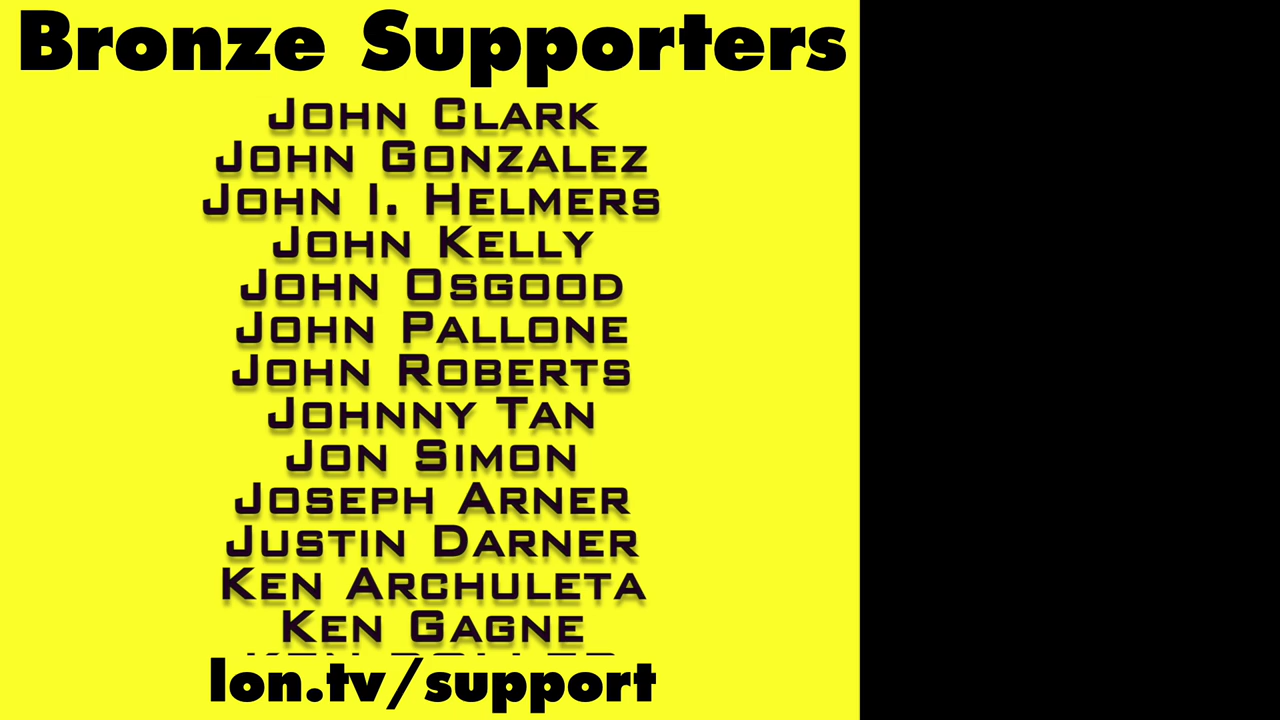 Bronze Supporters
John Clark
John Gonzalez
John I. Helmers
John Kelly
John Osgood
John Pallone
John Roberts
Johnny Tan
Jon Simon
Joseph Arner
Justin Darner
Ken Archuleta
Ken Gagne
lon.tv/support